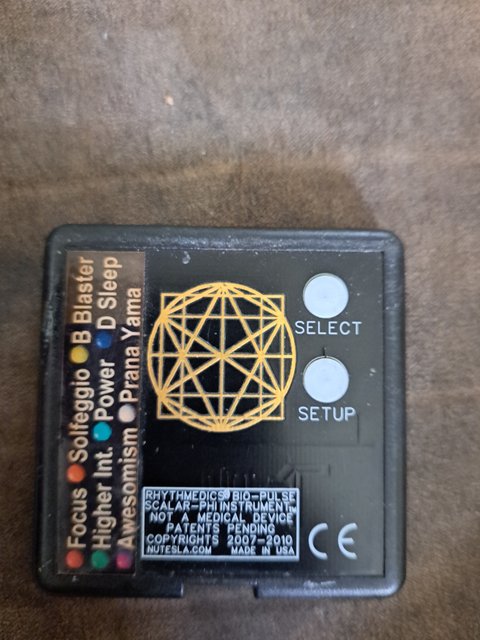 Focus Solfeggio B Blaster
Higher Int. Power D Sleep
Awesomism Prana Yama
SELECT
SETUP
RHYTHMEDICS® BIO-PULSE
SCALAR-PHI INSTRUMENT™
NOT A MEDICAL DEVICE
PATENTS PENDING
COPYRIGHTS 2007-2010
NUTESLA.COM MADE IN USA
CE